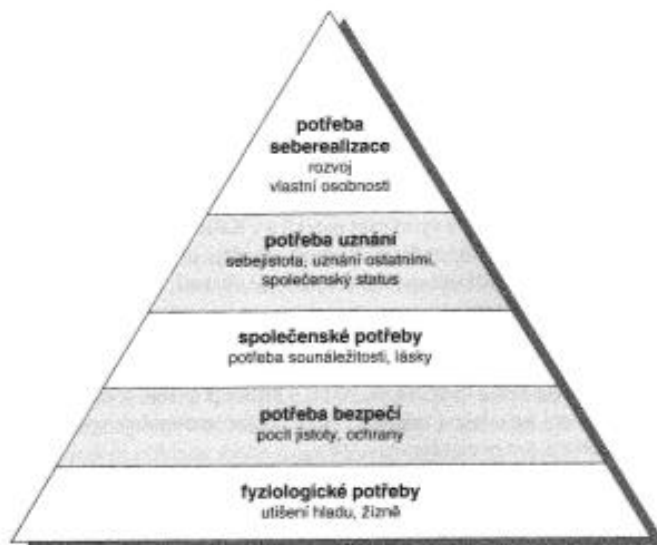 potřeba
seberealizace
rozvoj
vlastní osobnosti
potřeba uznání
sebejistota, uznání ostatními,
společenský status
společenské potřeby
potřeba sounáležitosti, lásky
potřeba bezpečí
pocit jistoty, ochrany
fyziologické potřeby
utišení hladu, žízně